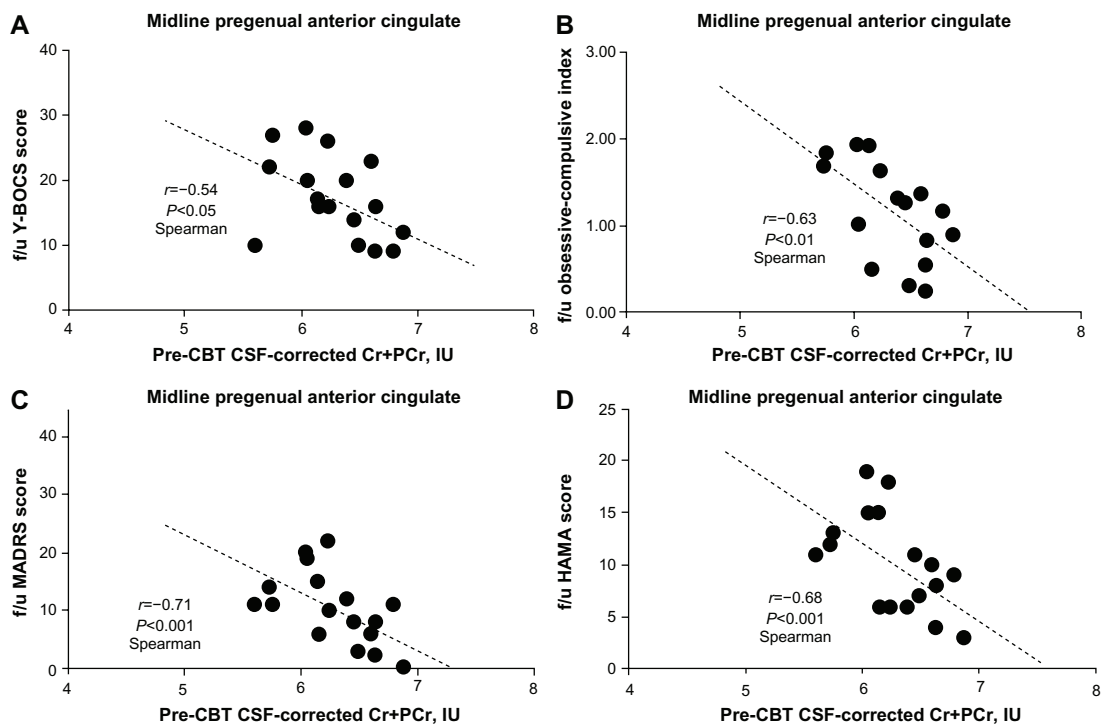 A
Midline pregenual anterior cingulate
f/u Y-BOCS score
40
30
20
10
0
r=−0.54
P<0.05
Spearman
4 5 6 7 8
Pre-CBT CSF-corrected Cr+PCr, IU
B
Midline pregenual anterior cingulate
f/u obsessive-compulsive index
3.00
2.00
1.00
0.00
r=−0.63
P<0.01
Spearman
4 5 6 7 8
Pre-CBT CSF-corrected Cr+PCr, IU
C
Midline pregenual anterior cingulate
f/u MADRS score
40
30
20
10
0
r=−0.71
P<0.001
Spearman
4 5 6 7 8
Pre-CBT CSF-corrected Cr+PCr, IU
D
Midline pregenual anterior cingulate
f/u HAMA score
25
20
15
10
5
0
r=−0.68
P<0.001
Spearman
4 5 6 7 8
Pre-CBT CSF-corrected Cr+PCr, IU